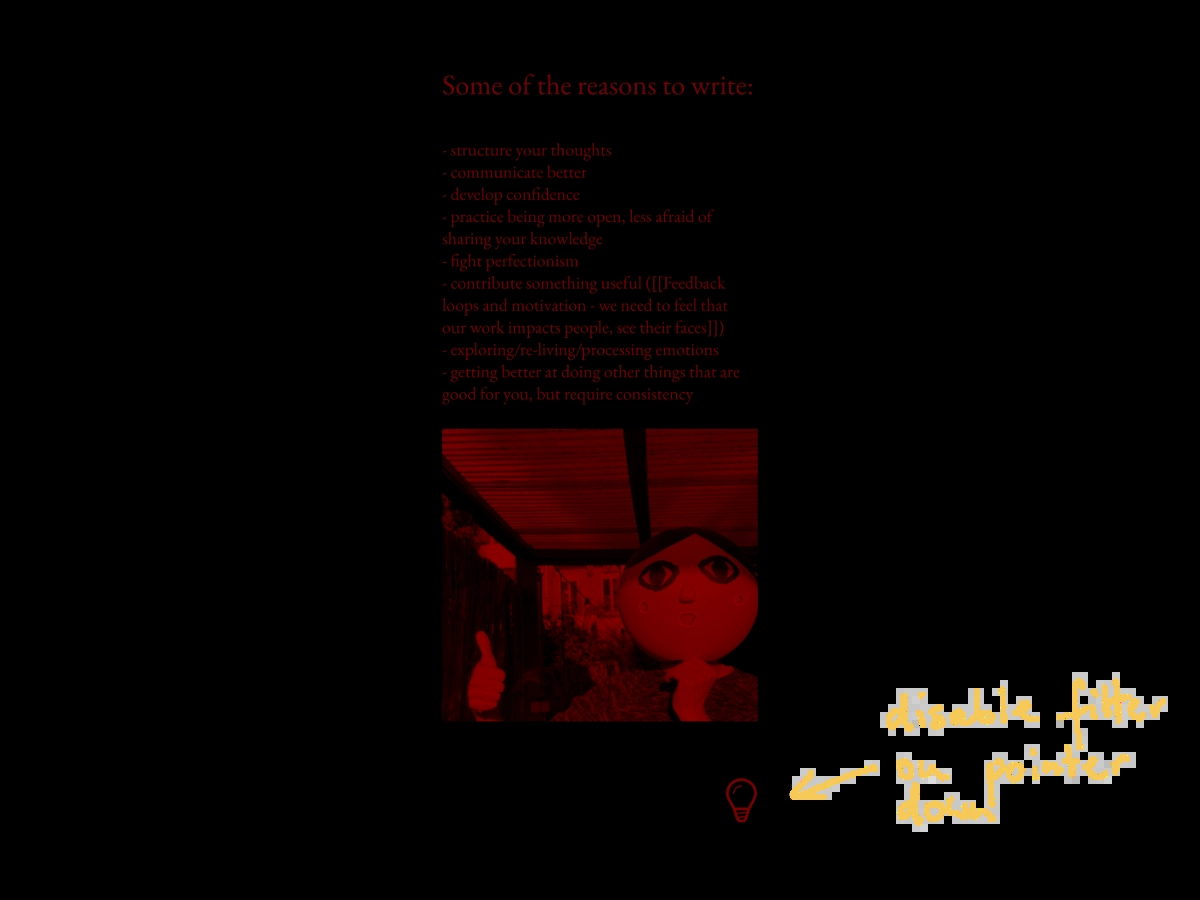 Some of the reasons to write:
- structure your thoughts
- communicate better
- develop confidence
- practice being more open, less afraid of
sharing your knowledge
- fight perfectionism
- contribute something useful ([[Feedback
loops and motivation - we need to feel that
our work impacts people, see their faces]])
- exploring/re-living/processing emotions
- getting better at doing other things that are
good for you, but require consistency
disable filter
on pointer
down